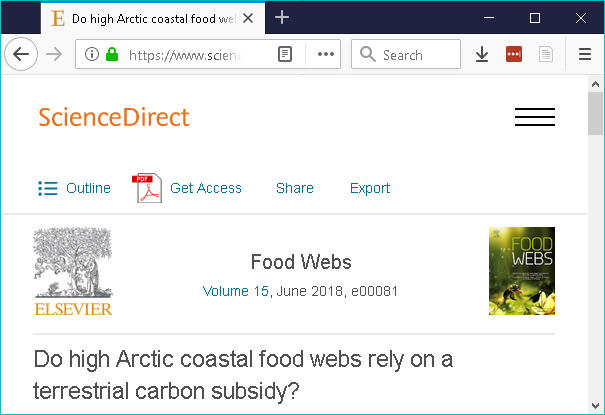 Do high Arctic coastal food we
https://www.scienc
Search
ScienceDirect
Outline
PDF
Get Access
Share
Export
ELSEVIER
Food Webs
Volume 15, June 2018, e00081
FOOD
WEBS
Do high Arctic coastal food webs rely on a
terrestrial carbon subsidy?